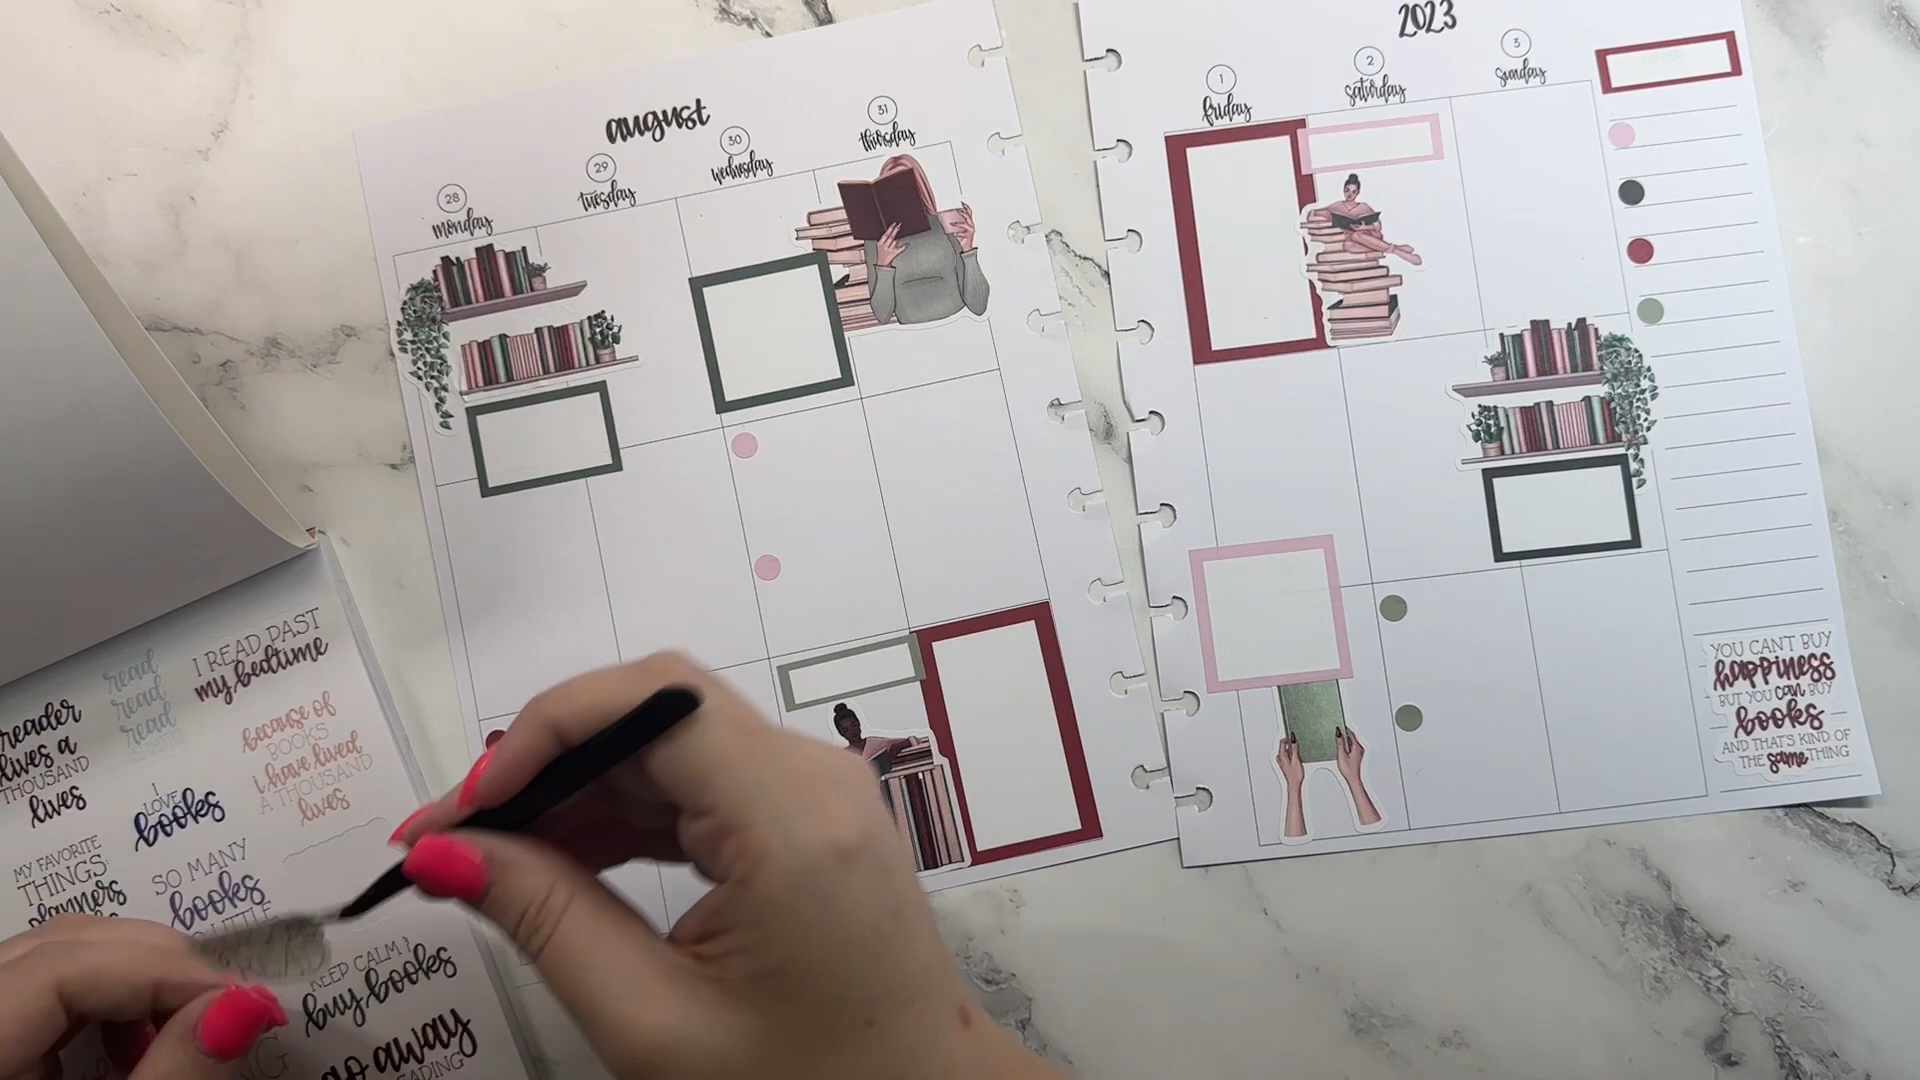 august
28
monday
29
tuesday
30
wednesday
31
thursday
2023
1
friday
2
saturday
3
sunday
YOU CAN'T BUY
happiness
BUT YOU can BUY
books
AND THAT'S KIND OF
THE same THING
reader
lives a
THOUSAND
lives
read
read
read
I READ PAST
my bedtime
because of
BOOKS
i have lived
A THOUSAND
lives
I
LOVE
books
MY FAVORITE
THINGS:
planners
SO MANY
books
LITTLE
KEEP CALM &
buy books
go away